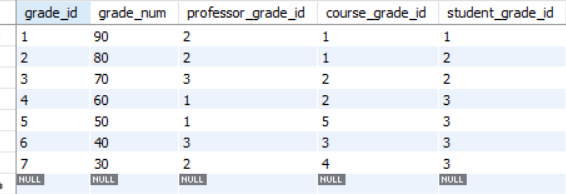 grade_id grade_num professor_grade_id course_grade_id student_grade_id
1 90 2 1 1
2 80 2 1 2
3 70 3 2 2
4 60 1 2 3
5 50 1 5 3
6 40 3 3 3
7 30 2 4 3
NULL NULL NULL NULL NULL